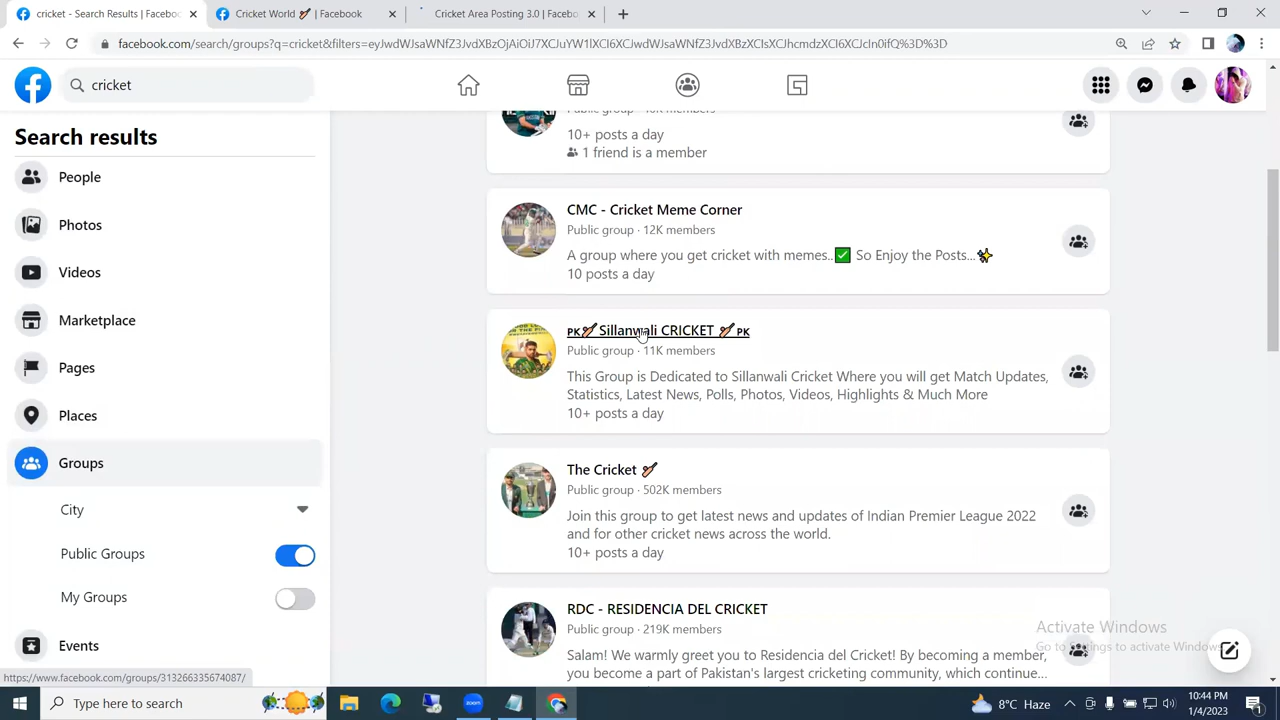 cricket - Search Results | Faceboo
Cricket World 🏏 | Facebook
Cricket Area Posting 3.0 | Facebo
facebook.com/search/groups?q=cricket&filters=eyJwdWJsaWNfZ3JvdXBzOjAiOiJ7XCJuYW1lXCI6XCJwdWJsaWNfZ3JvdXBzXCIsXCJhcmdzXCI6XCJcIn0ifQ%3D%3D
cricket
Search results
People
Photos
Videos
Marketplace
Pages
Places
Groups
City
Public Groups
My Groups
Events
10+ posts a day
1 friend is a member
CMC - Cricket Meme Corner
Public group · 12K members
A group where you get cricket with memes..✅ So Enjoy the Posts...✨
10 posts a day
PK🏏Sillanwali CRICKET 🏏PK
Public group · 11K members
This Group is Dedicated to Sillanwali Cricket Where you will get Match Updates,
Statistics, Latest News, Polls, Photos, Videos, Highlights & Much More
10+ posts a day
The Cricket 🏏
Public group · 502K members
Join this group to get latest news and updates of Indian Premier League 2022
and for other cricket news across the world.
10+ posts a day
RDC - RESIDENCIA DEL CRICKET
Public group · 219K members
Salam! We warmly greet you to Residencia del Cricket! By becoming a member,
you become a part of Pakistan's largest cricketing community, which continue...
Activate Windows
Go to Settings to activate Windows.
https://www.facebook.com/groups/313266335674087/
Type here to search
zoom
8°C Haze
10:44 PM
1/4/2023